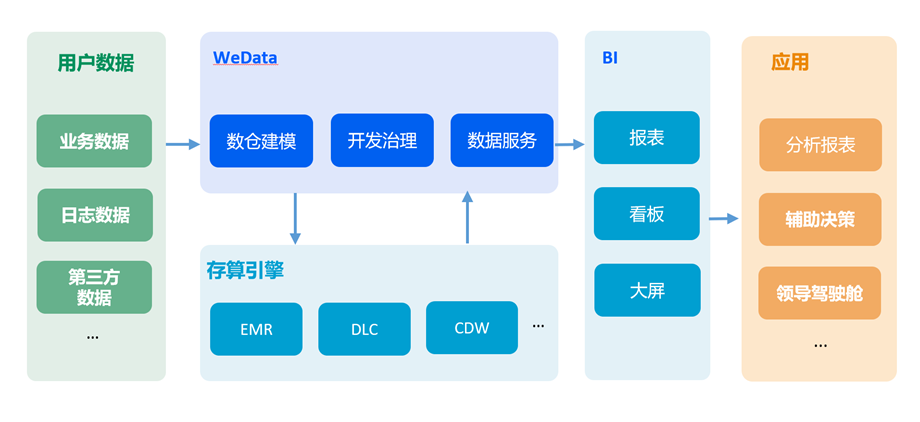 用户数据
业务数据
日志数据
第三方
数据
...
WeData
数仓建模
开发治理
数据服务
存算引擎
EMR
DLC
CDW
...
BI
报表
看板
大屏
应用
分析报表
辅助决策
领导驾驶舱
...